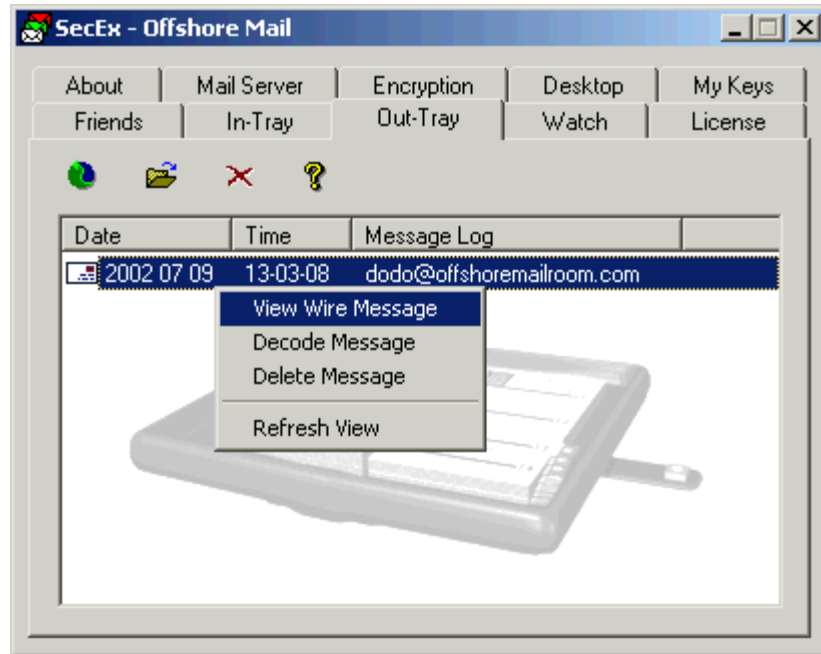 SecEx - Offshore Mail
About Mail Server Encryption Desktop My Keys
Friends In-Tray Out-Tray Watch License
Date Time Message Log
2002 07 09 13-03-08 dodo@offshoremailroom.com
View Wire Message
Decode Message
Delete Message
Refresh View